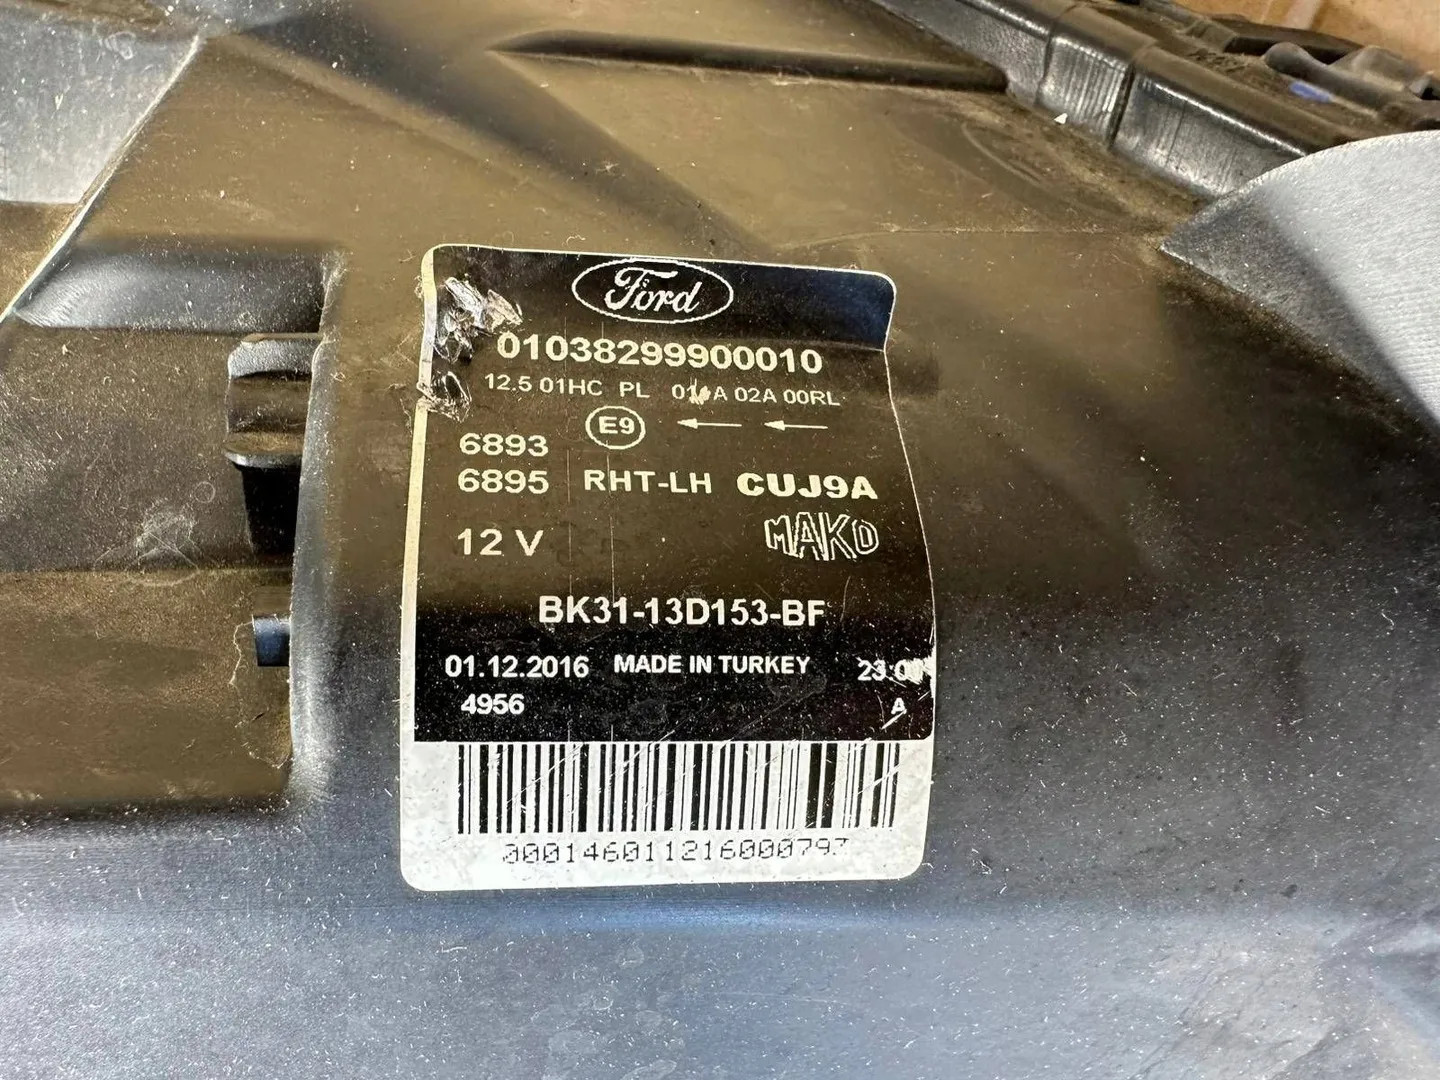 Ford
01038299900010
12.5 01HC PL 02A 00RL
E9
6893
6895 RHT-LH CUJ9A
12 V MAKO
BK31-13D153-BF
01.12.2016 MADE IN TURKEY
4956 A
000146011216000793